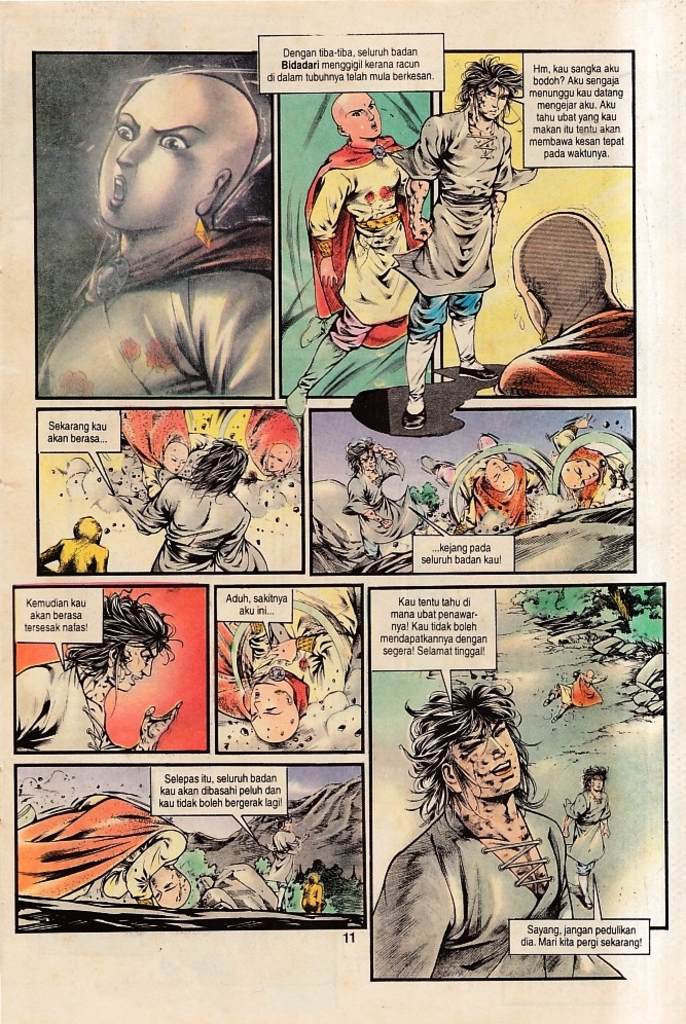 Dengan tiba-tiba, seluruh badan
Bidadari menggigil kerana racun
di dalam tubuhnya telah mula berkesan.
Hm, kau sangka aku
bodoh? Aku sengaja
menunggu kau datang
mengejar aku. Aku
tahu ubat yang kau
makan itu tentu akan
membawa kesan tepat
pada waktunya.
Sekarang kau
akan berasa...
...kejang pada
seluruh badan kau!
Kemudian kau
akan berasa
tersesak nafas!
Aduh, sakitnya
aku ini...
Kau tentu tahu di
mana ubat penawar-
nya! Kau tidak boleh
mendapatkannya dengan
segera! Selamat tinggal!
Selepas itu, seluruh badan
kau akan dibasahi peluh dan
kau tidak boleh bergerak lagi!
Sayang, jangan pedulikan
dia. Mari kita pergi sekarang!
11